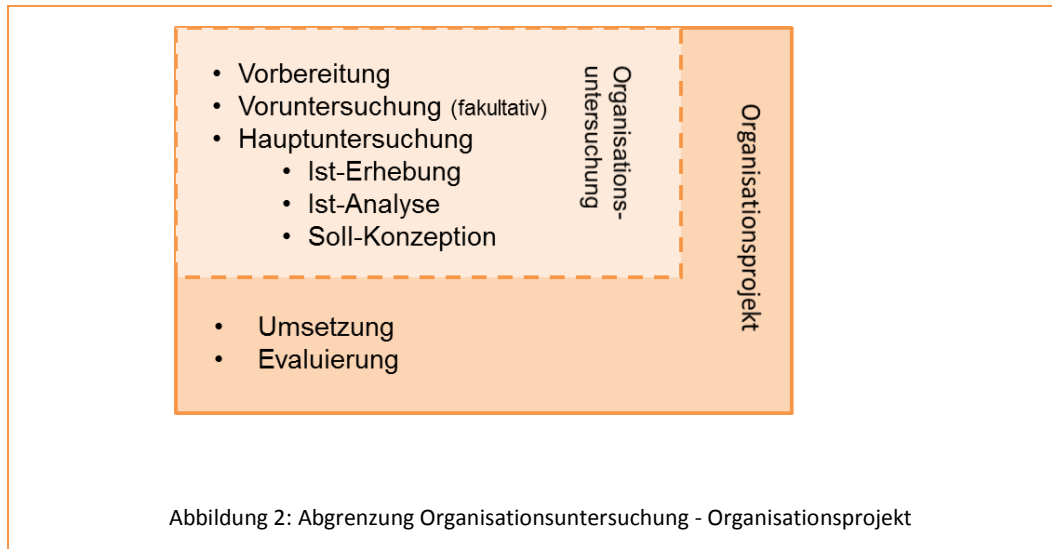 • Vorbereitung
• Voruntersuchung (fakultativ)
• Hauptuntersuchung
• Ist-Erhebung
• Ist-Analyse
• Soll-Konzeption
Organisations-
untersuchung
Organisationsprojekt
• Umsetzung
• Evaluierung
Abbildung 2: Abgrenzung Organisationsuntersuchung - Organisationsprojekt